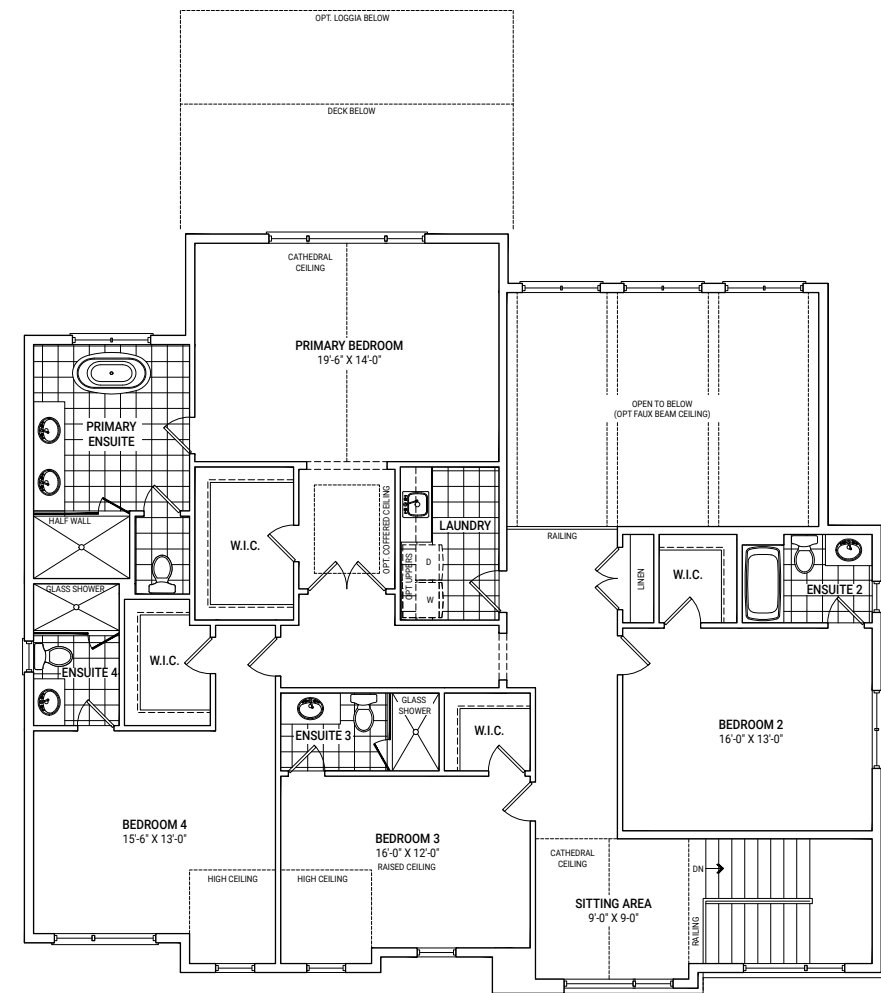 OPT. LOGGIA BELOW
DECK BELOW
CATHEDRAL
CEILING
PRIMARY BEDROOM
19'-6" X 14'-0"
OPEN TO BELOW
(OPT FAUX BEAM CEILING)
PRIMARY
ENSUITE
HALF WALL
W.I.C.
OPT. COFFERED CEILING
LAUNDRY
OPT UPPERS
D
W
RAILING
LINEN
W.I.C.
ENSUITE 2
GLASS SHOWER
ENSUITE 4
W.I.C.
ENSUITE 3
GLASS
SHOWER
W.I.C.
BEDROOM 2
16'-0" X 13'-0"
BEDROOM 4
15'-6" X 13'-0"
HIGH CEILING
BEDROOM 3
16'-0" X 12'-0"
RAISED CEILING
HIGH CEILING
CATHEDRAL
CEILING
SITTING AREA
9'-0" X 9'-0"
DN
RAILING